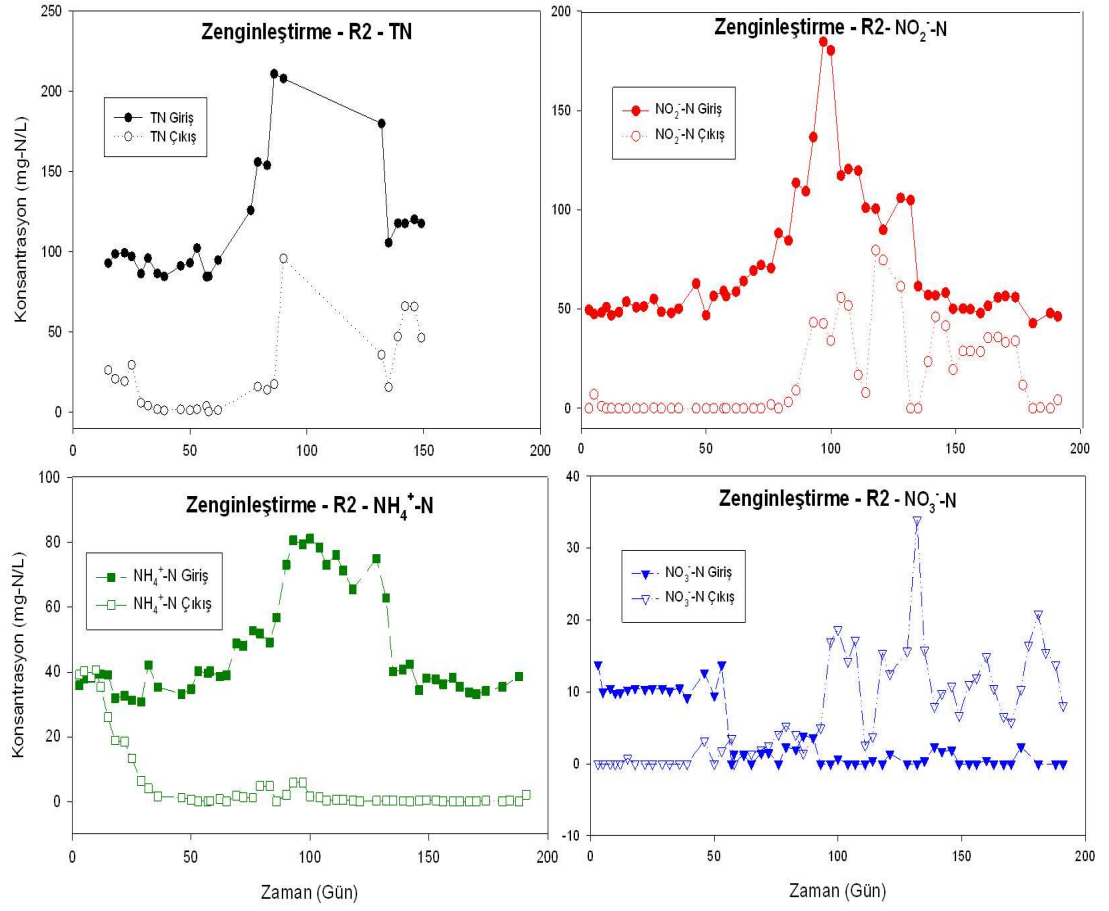 Zenginleştirme - R2 - TN
Konsantrasyon (mg-N/L)
250
200
150
100
50
0
TN Giriş
TN Çıkış
0
50
100
150
200
Zenginleştirme - R2- NO₂⁻-N
200
150
100
50
0
NO₂⁻-N Giriş
NO₂⁻-N Çıkış
0
50
100
150
200
Zenginleştirme - R2 - NH₄⁺-N
Konsantrasyon (mg-N/L)
80
60
40
20
0
NH₄⁺-N Giriş
NH₄⁺-N Çıkış
0
50
100
150
200
Zaman (Gün)
Zenginleştirme - R2 - NO₃⁻-N
40
30
20
10
0
-10
NO₃⁻-N Giriş
NO₃⁻-N Çıkış
0
50
100
150
200
Zaman (Gün)